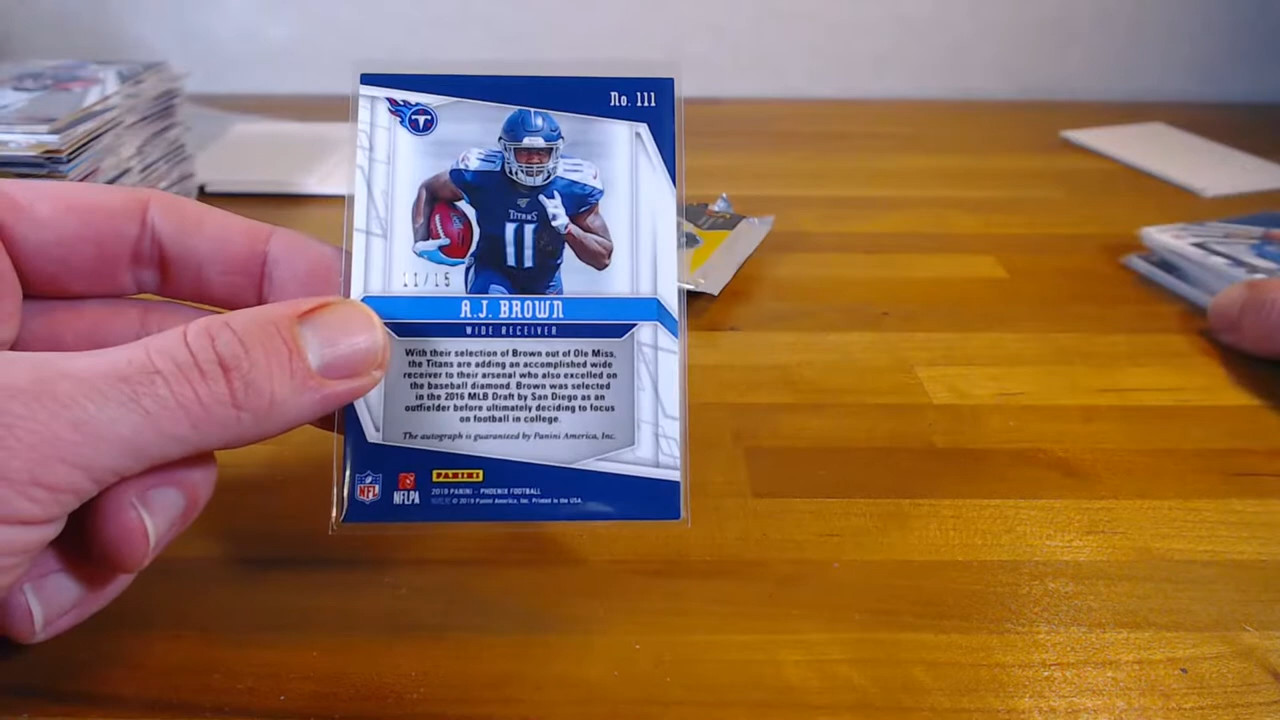 No. 111
T
11
TITANS
11
11/15
A.J. BROWN
WIDE RECEIVER
With their selection of Brown out of Ole Miss,
the Titans are adding an accomplished wide
receiver to their arsenal who also excelled on
the baseball diamond. Brown was selected
in the 2016 MLB Draft by San Diego as an
outfielder before ultimately deciding to focus
on football in college.
The autograph is guaranteed by Panini America, Inc.
NFL
NFLPA
PANINI
2019 PANINI – PHOENIX FOOTBALL
© 2019 Panini America, Inc. Printed in the USA.